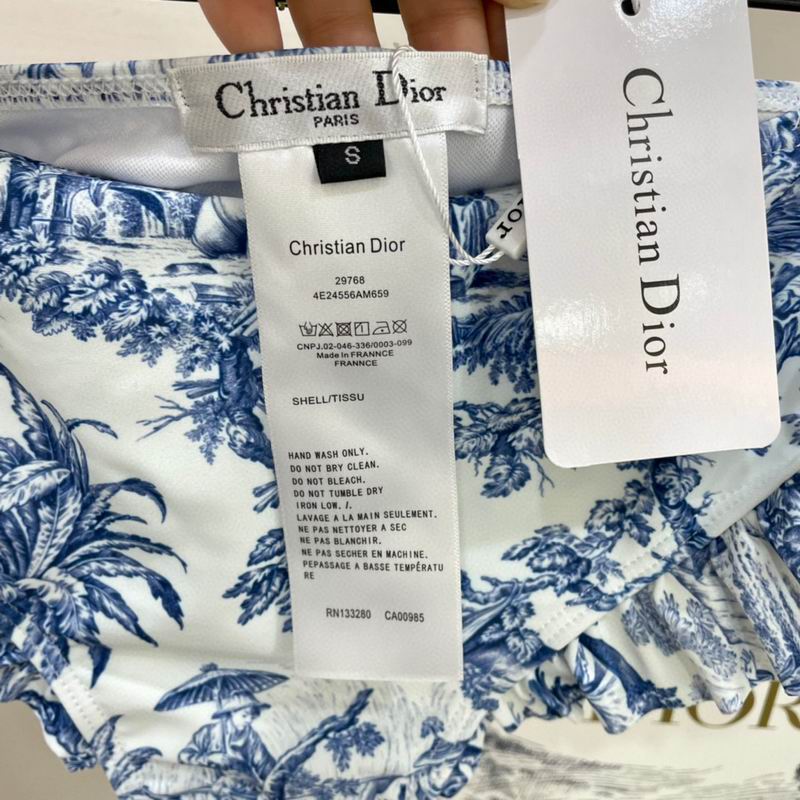 Christian Dior
PARIS
S
Christian Dior
29768
4E24556AM659
CNPJ.02-046-336/0003-099
Made In FRANNCE
FRANNCE
SHELL/TISSU
HAND WASH ONLY.
DO NOT BRY CLEAN.
DO NOT BLEACH.
DO NOT TUMBLE DRY
IRON LOW. /.
LAVAGE A LA MAIN SEULEMENT.
NE PAS NETTOYER A SEC
NE PAS BLANCHIR.
NE PAS SECHER EN MACHINE.
PEPASSAGE A BASSE TEMPÉRATU
RE
RN133280 CA00985
Christian Dior